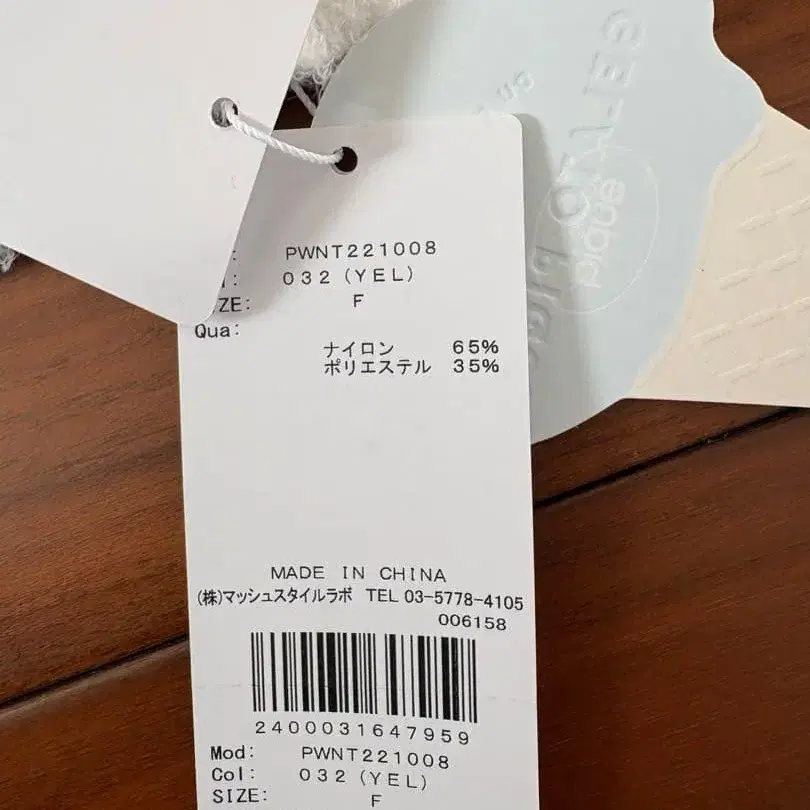 : PWNT221008
: 032 (YEL)
ZE: F
Qua:
ナイロン 65%
ポリエステル 35%
MADE IN CHINA
(株)マッシュスタイルラボ TEL 03-5778-4105
006158
2400031647959
Mod: PWNT221008
Col: 032 (YEL)
SIZE: F